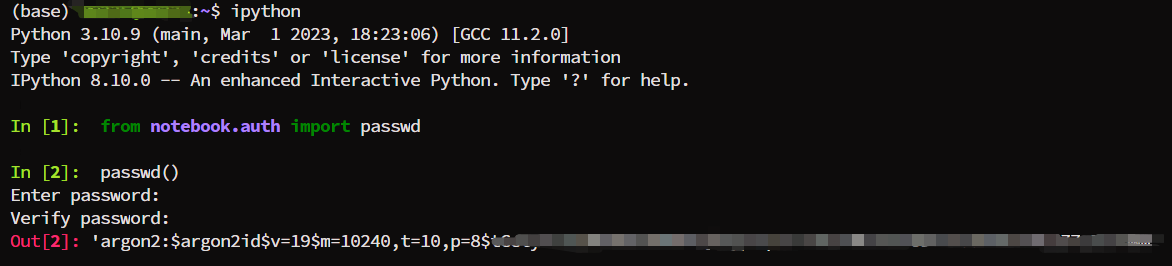 (base) :~$ ipython
Python 3.10.9 (main, Mar  1 2023, 18:23:06) [GCC 11.2.0]
Type 'copyright', 'credits' or 'license' for more information
IPython 8.10.0 -- An enhanced Interactive Python. Type '?' for help.
In [1]:  from notebook.auth import passwd
In [2]:  passwd()
Enter password:
Verify password:
Out[2]: 'argon2:$argon2id$v=19$m=10240,t=10,p=8$